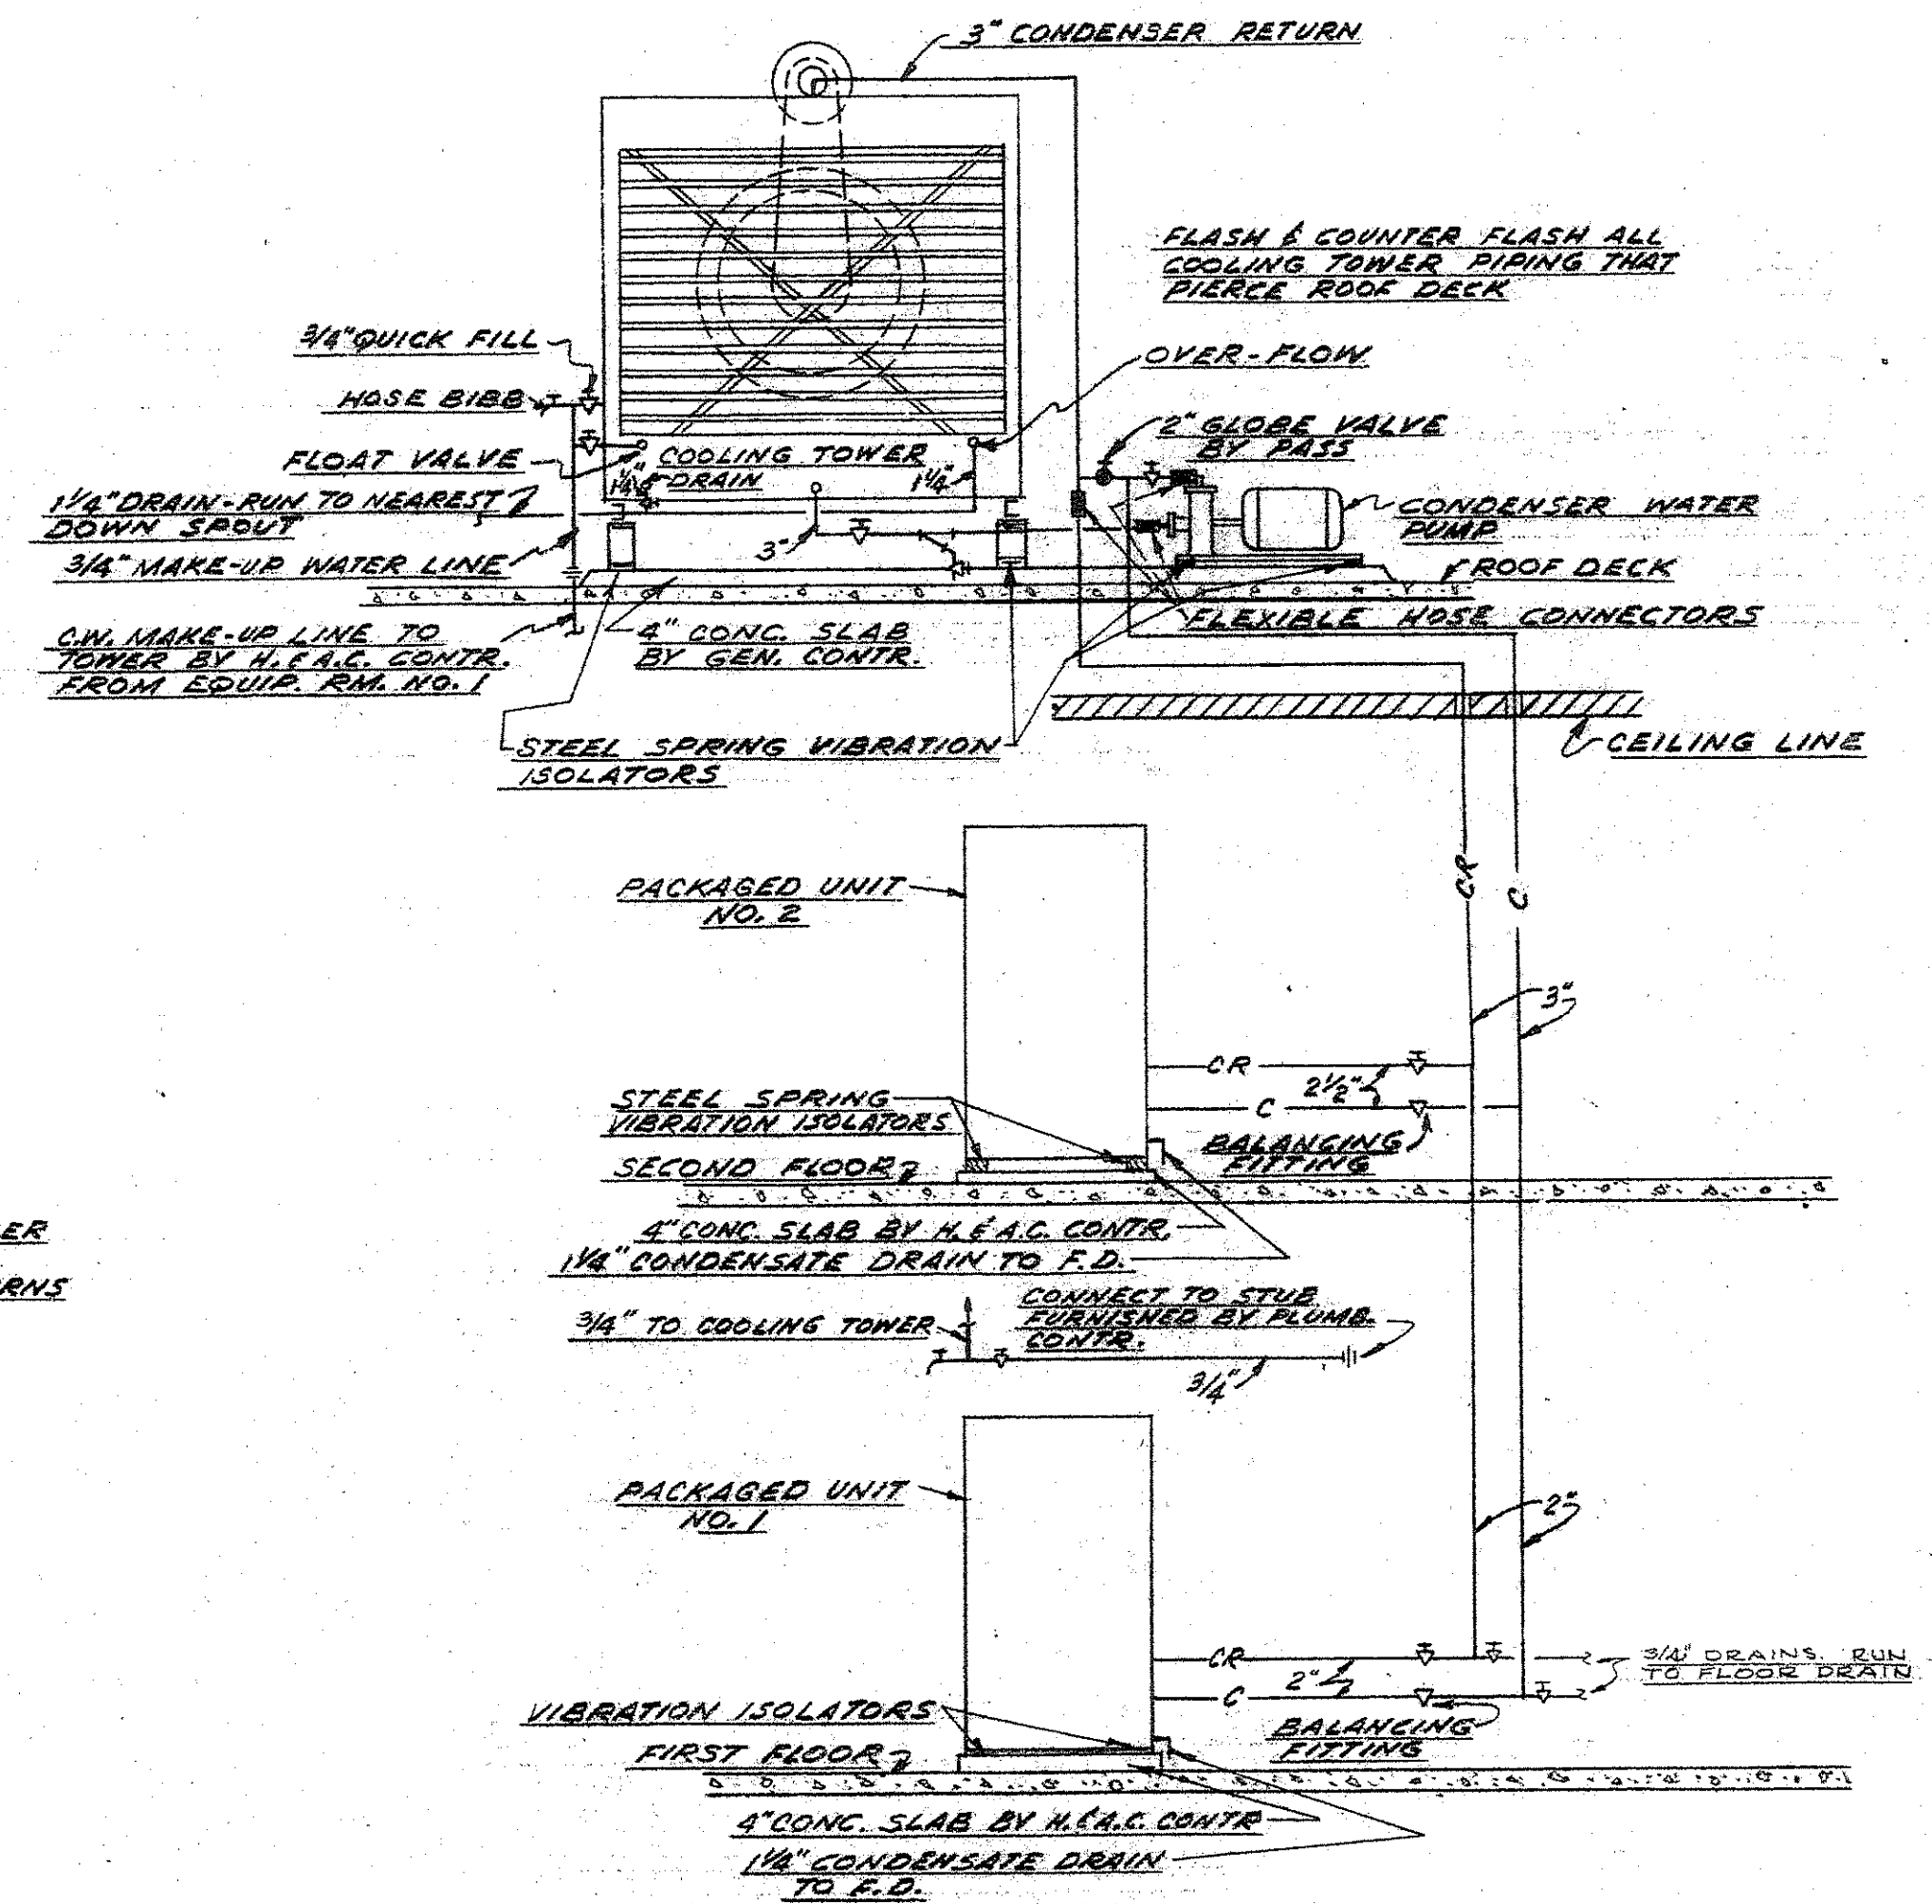 3" CONDENSER RETURN
FLASH & COUNTER FLASH ALL
COOLING TOWER PIPING THAT
PIERCE ROOF DECK
3/4" QUICK FILL
OVER-FLOW
HOSE BIBB
2" GLOBE VALVE
BY PASS
FLOAT VALVE
COOLING TOWER
DRAIN
1 1/4"
1 1/4"
1 1/4" DRAIN-RUN TO NEAREST
DOWN SPOUT
CONDENSER WATER
PUMP
3"
3/4" MAKE-UP WATER LINE
ROOF DECK
FLEXIBLE HOSE CONNECTORS
C.W. MAKE-UP LINE TO
TOWER BY H. & A.C. CONTR.
FROM EQUIP. RM. NO. 1
4" CONC. SLAB
BY GEN. CONTR.
STEEL SPRING VIBRATION
ISOLATORS
CEILING LINE
PACKAGED UNIT
NO. 2
CR
C
3"
CR
2 1/2"
C
STEEL SPRING
VIBRATION ISOLATORS
BALANCING
FITTING
SECOND FLOOR
4" CONC. SLAB BY H. & A.C. CONTR.
1 1/4" CONDENSATE DRAIN TO F.D.
ER
RNS
3/4" TO COOLING TOWER
CONNECT TO STUB
FURNISHED BY PLUMB.
CONTR.
3/4"
PACKAGED UNIT
NO. 1
2"
CR
2"
C
3/4" DRAINS. RUN
TO FLOOR DRAIN
VIBRATION ISOLATORS
BALANCING
FITTING
FIRST FLOOR
4" CONC. SLAB BY H. & A.C. CONTR
1 1/4" CONDENSATE DRAIN
TO F.D.